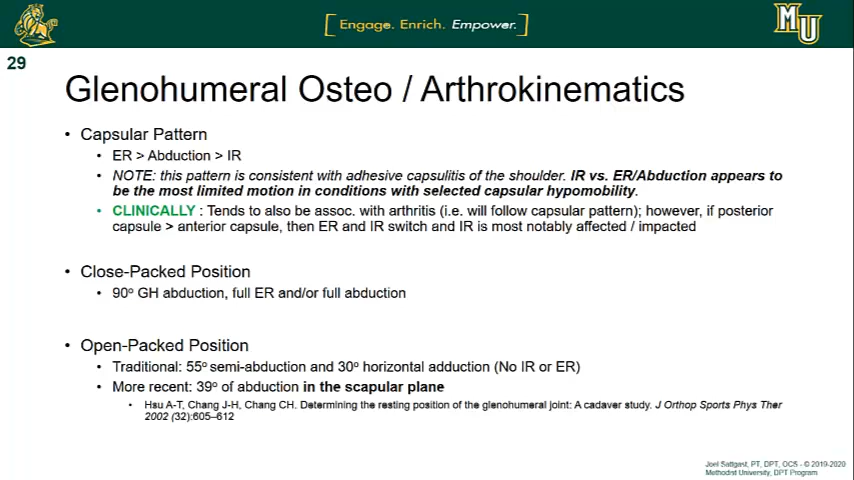 [ Engage. Enrich. Empower. ]
MU
29
Glenohumeral Osteo / Arthrokinematics
• Capsular Pattern
• ER > Abduction > IR
• NOTE: this pattern is consistent with adhesive capsulitis of the shoulder. IR vs. ER/Abduction appears to
be the most limited motion in conditions with selected capsular hypomobility.
• CLINICALLY : Tends to also be assoc. with arthritis (i.e. will follow capsular pattern); however, if posterior
capsule > anterior capsule, then ER and IR switch and IR is most notably affected / impacted
• Close-Packed Position
• 90° GH abduction, full ER and/or full abduction
• Open-Packed Position
• Traditional: 55° semi-abduction and 30° horizontal adduction (No IR or ER)
• More recent: 39° of abduction in the scapular plane
• Hsu A-T, Chang J-H, Chang CH. Determining the resting position of the glenohumeral joint: A cadaver study. J Orthop Sports Phys Ther
2002 (32):605–612
Joel Sattgast, PT, DPT, OCS - © 2019-2020
Methodist University, DPT Program